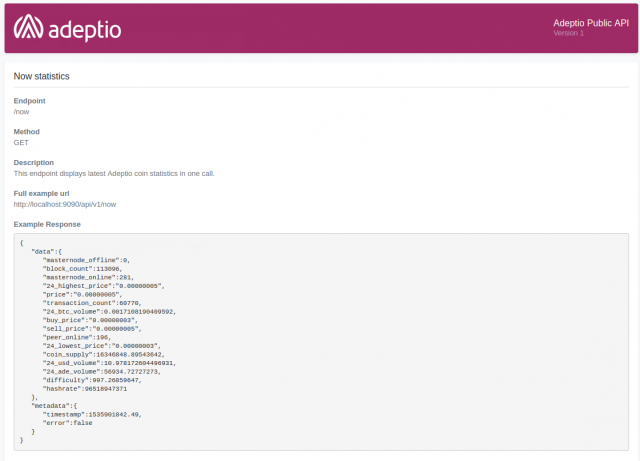 adeptio
Adeptio Public API
Version 1
Now statistics
Endpoint
/now
Method
GET
Description
This endpoint displays latest Adeptio coin statistics in one call.
Full example url
http://localhost:9090/api/v1/now
Example Response
{
"data":{
"masternode_offline":0,
"block_count":113096,
"masternode_online":281,
"24_highest_price":"0.00000005",
"price":"0.00000005",
"transaction_count":60770,
"24_btc_volume":0.0017108190409592,
"buy_price":"0.00000003",
"sell_price":"0.00000005",
"peer_online":196,
"24_lowest_price":"0.00000003",
"coin_supply":16346848.89543642,
"24_usd_volume":10.978172604496931,
"24_ade_volume":56934.72727273,
"difficulty":997.26859647,
"hashrate":96518947371
},
"metadata":{
"timestamp":1535901842.49,
"error":false
}
}